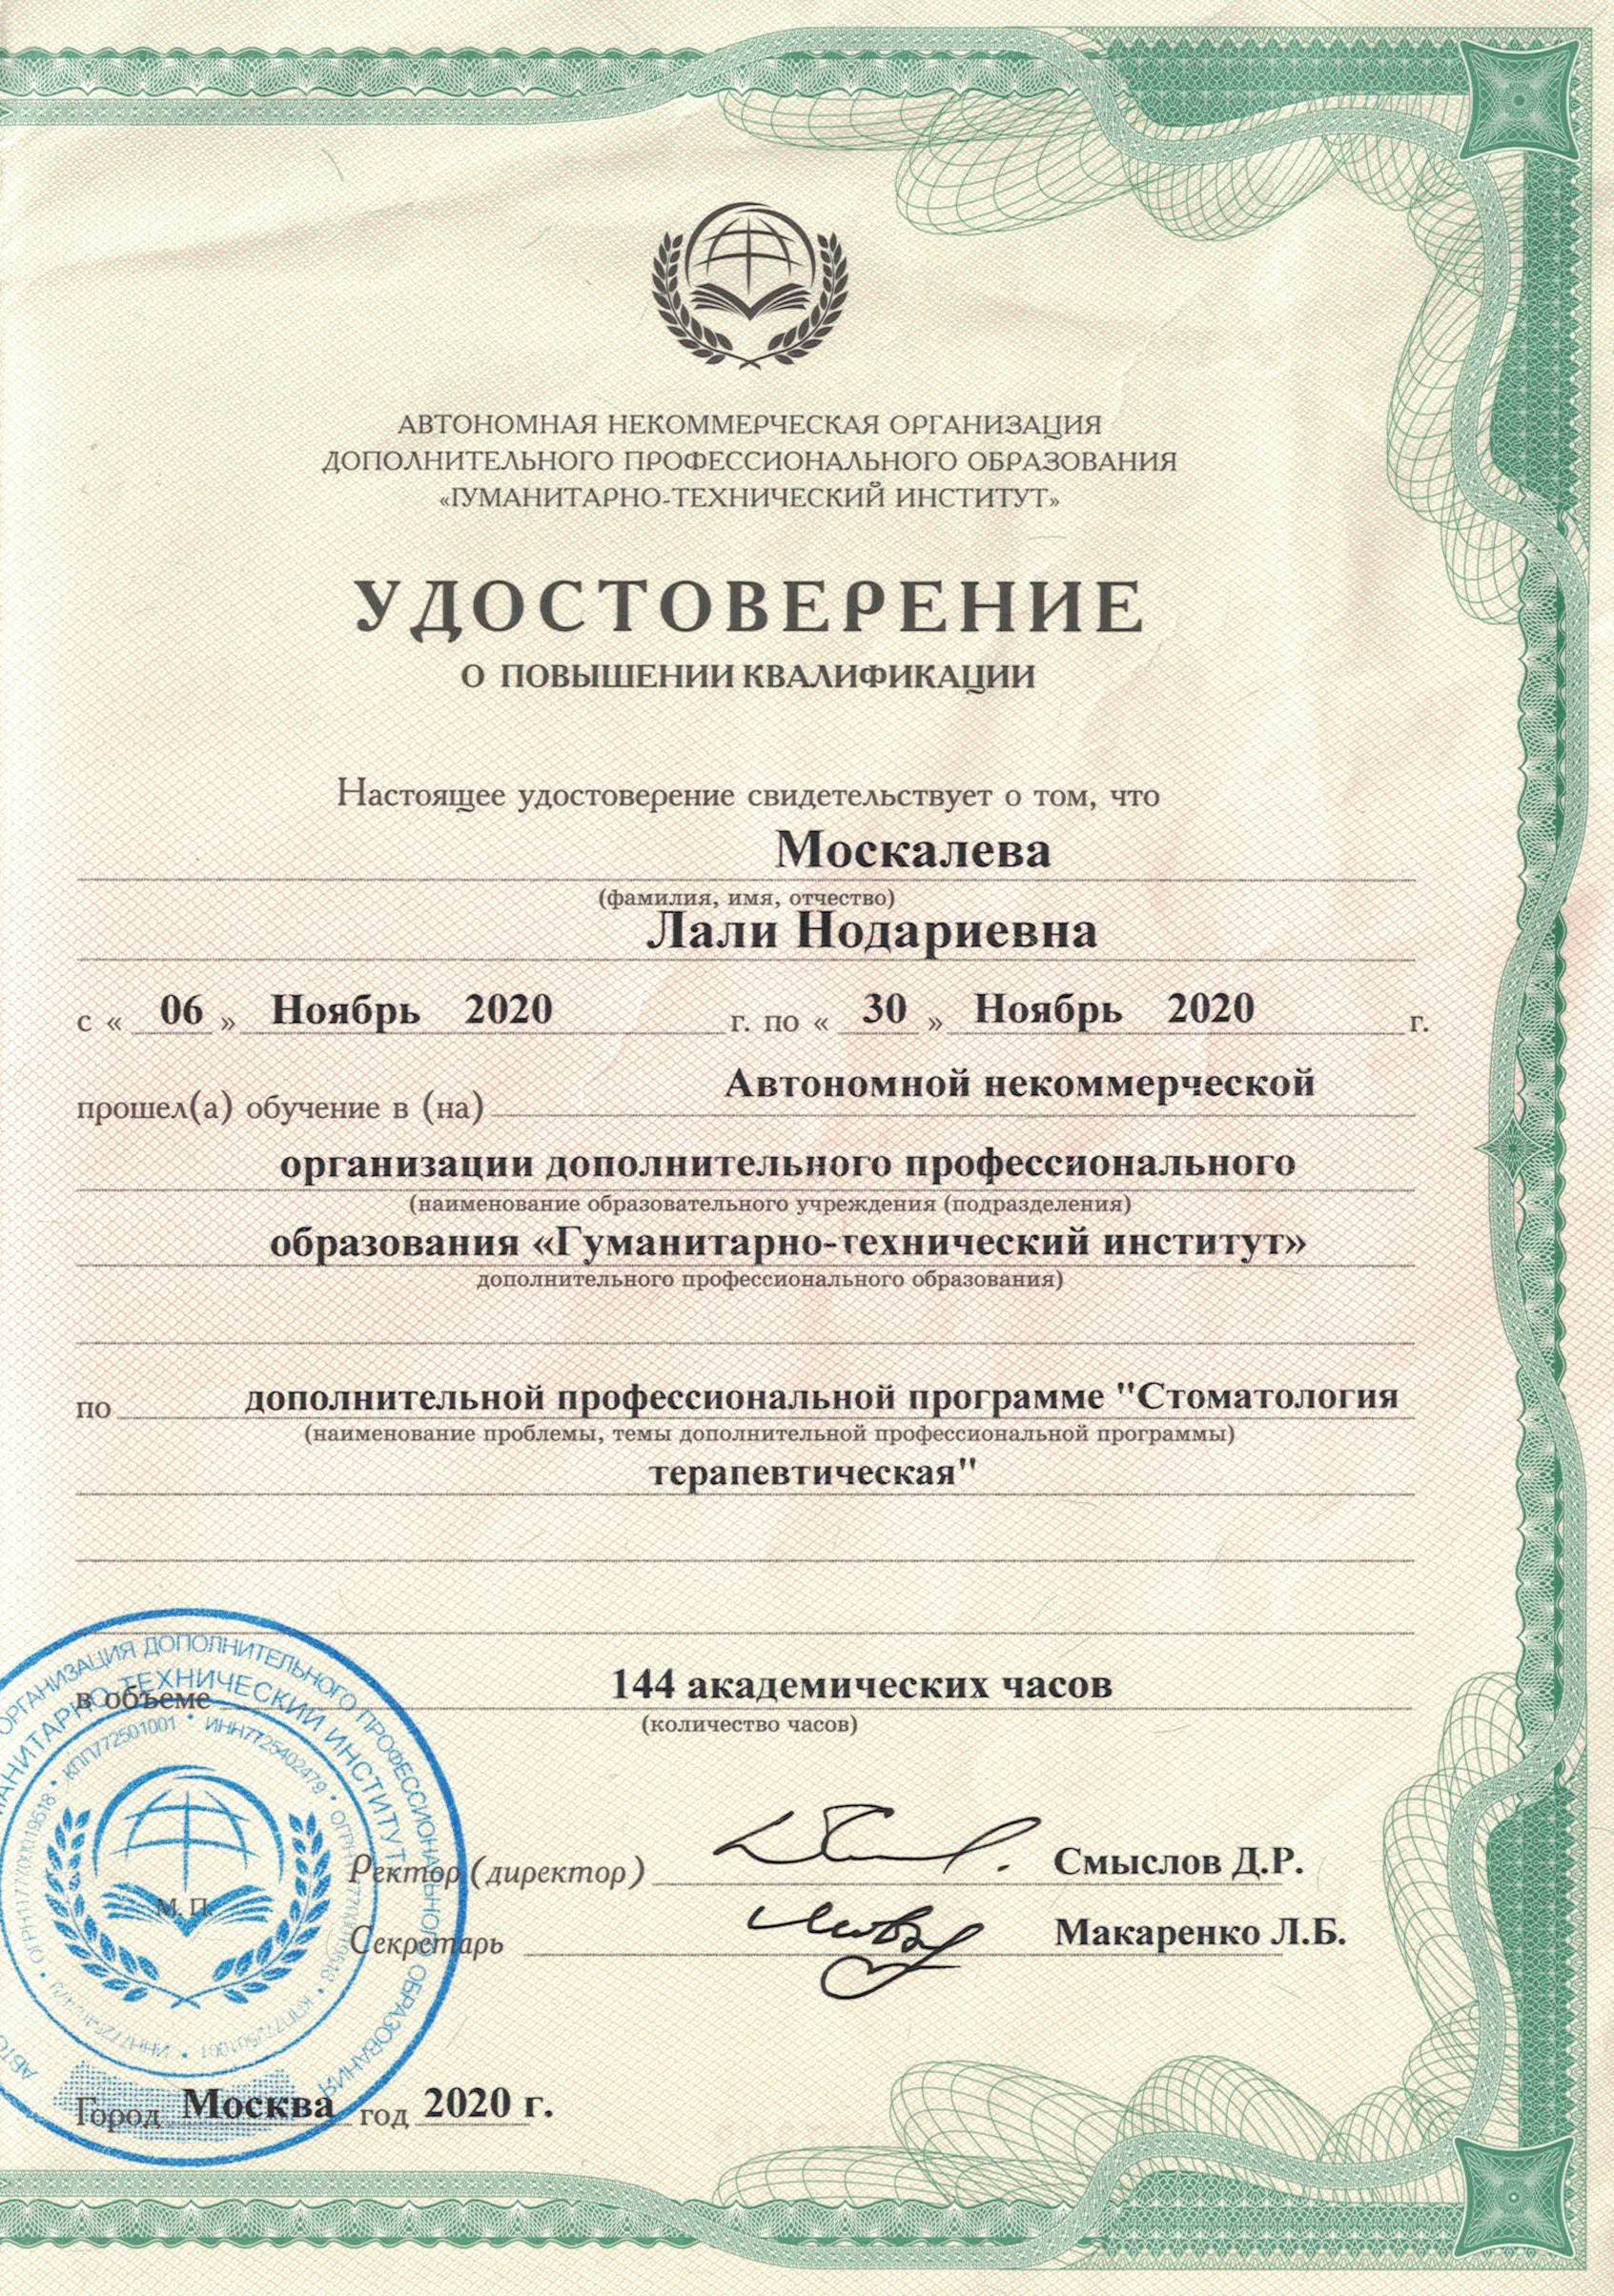 АВТОНОМНАЯ НЕКОММЕРЧЕСКАЯ ОРГАНИЗАЦИЯ
ДОПОЛНИТЕЛЬНОГО ПРОФЕССИОНАЛЬНОГО ОБРАЗОВАНИЯ
«ГУМАНИТАРНО-ТЕХНИЧЕСКИЙ ИНСТИТУТ»
УДОСТОВЕРЕНИЕ
О ПОВЫШЕНИИ КВАЛИФИКАЦИИ
Настоящее удостоверение свидетельствует о том, что
Москалева
(фамилия, имя, отчество)
Лали Нодариевна
с « 06 » Ноябрь 2020 г. по « 30 » Ноябрь 2020 г.
прошел(а) обучение в (на) Автономной некоммерческой
организации дополнительного профессионального
(наименование образовательного учреждения (подразделения)
образования «Гуманитарно-технический институт»
дополнительного профессионального образования)
по дополнительной профессиональной программе "Стоматология
(наименование проблемы, темы дополнительной профессиональной программы)
терапевтическая"
в объеме 144 академических часов
(количество часов)
ОРГАНИЗАЦИЯ ДОПОЛНИТЕЛЬНОГО ПРОФЕССИОНАЛЬНОГО ОБРАЗОВАНИЯ
ТЕХНИЧЕСКИЙ ИНСТИТУТ
ОГРН1177700019518 • КПП772501001 • ИНН7725402479
М. П.
Ректор (директор) Смыслов Д.Р.
Секретарь Макаренко Л.Б.
Город Москва год 2020 г.